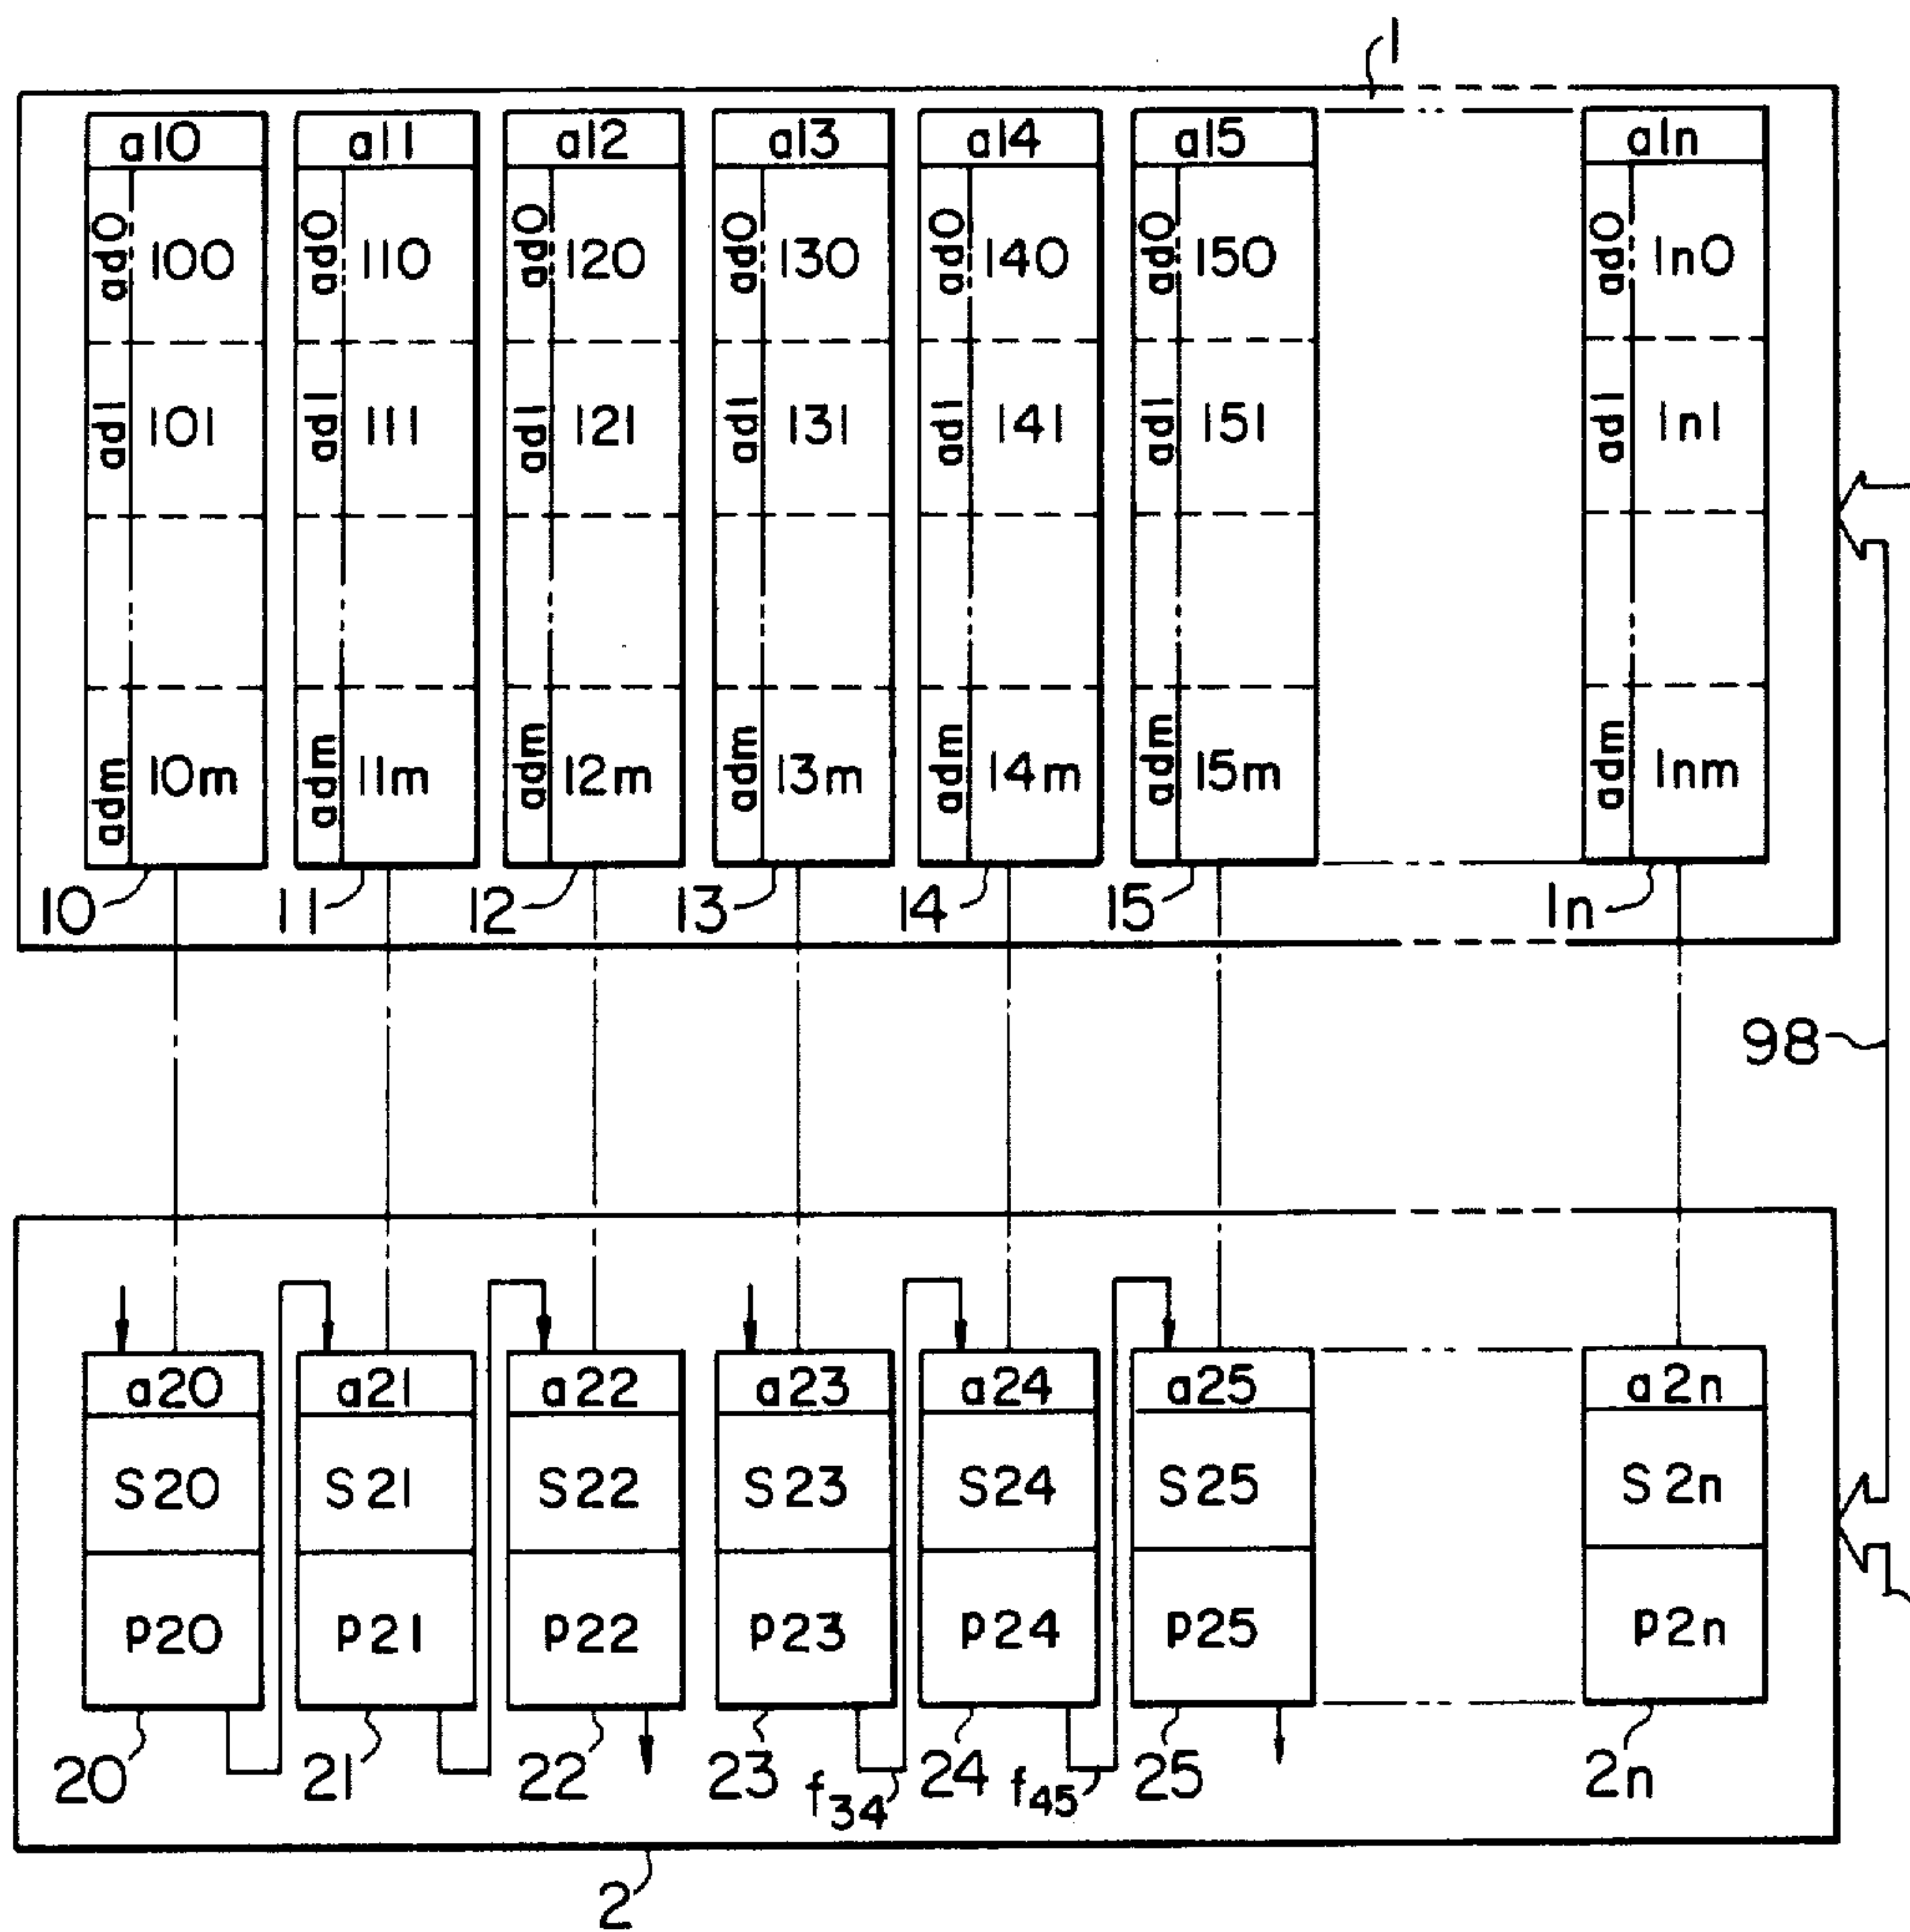 1
a10 a11 a12 a13 a14 a15 a1n
ad0 100 ad0 110 ad0 120 ad0 130 ad0 140 ad0 150 ad0 1n0
ad1 101 ad1 111 ad1 121 ad1 131 ad1 141 ad1 151 ad1 1n1
adm 10m adm 11m adm 12m adm 13m adm 14m adm 15m adm 1nm
10 11 12 13 14 15 1n
98
a20 a21 a22 a23 a24 a25 a2n
S20 S21 S22 S23 S24 S25 S2n
P20 P21 P22 P23 P24 P25 P2n
20 21 22 23 f34 24 f45 25 2n
2